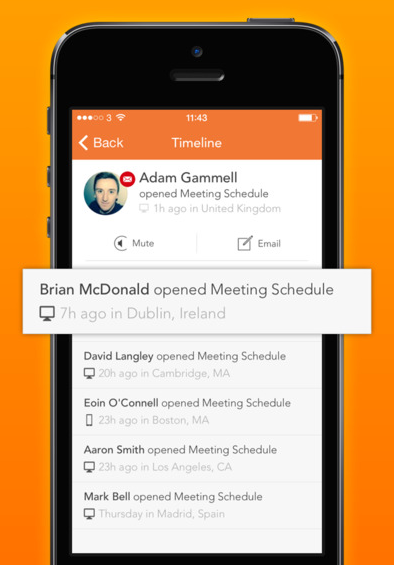 3 11:43
Back Timeline
Adam Gammell
opened Meeting Schedule
1h ago in United Kingdom
Mute Email
Brian McDonald opened Meeting Schedule
7h ago in Dublin, Ireland
David Langley opened Meeting Schedule
20h ago in Cambridge, MA
Eoin O'Connell opened Meeting Schedule
23h ago in Boston, MA
Aaron Smith opened Meeting Schedule
23h ago in Los Angeles, CA
Mark Bell opened Meeting Schedule
Thursday in Madrid, Spain